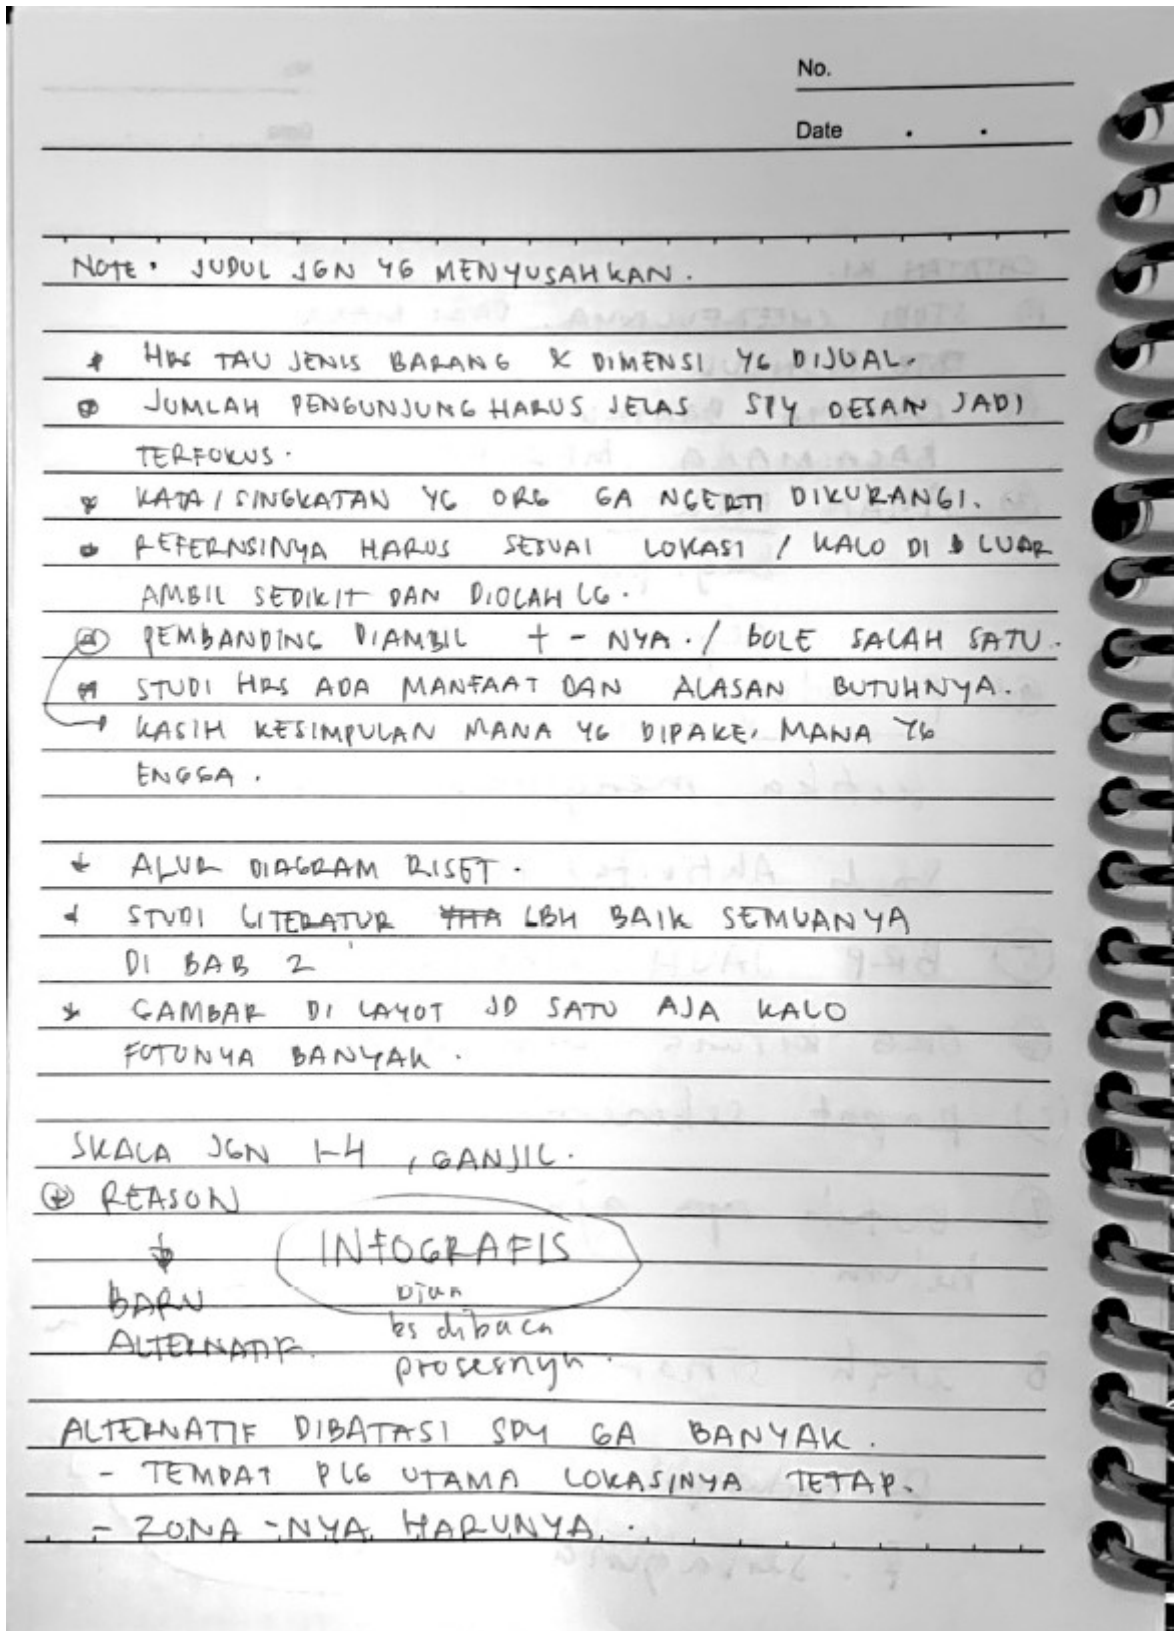 No.
Date . .
NOTE • JUDUL JGN YG MENYUSAHKAN.
HRS TAU JENIS BARANG & DIMENSI YG DIJUAL.
JUMLAH PENGUNJUNG HARUS JELAS SPY DESAN JADI
TERFOKUS.
KATA / SINGKATAN YG ORG GA NGERTI DIKURANGI.
REFERNSINYA HARUS SESUAI LOKASI / KALO DI LUAR
AMBIL SEDIKIT DAN DIOLAH LG.
PEMBANDING DIAMBIL + - NYA. / BOLE SALAH SATU.
STUDI HRS ADA MANFAAT DAN ALASAN BUTUHNYA.
→ KASIH KESIMPULAN MANA YG DIPAKE, MANA YG
ENGGA.
ALUR DIAGRAM RISET.
STUDI LITERATUR LBH BAIK SEMUANYA
DI BAB 2
GAMBAR DI LAYOT JD SATU AJA KALO
FOTONYA BANYAK.
SKALA JGN 1-4, GANJIL.
REASON
↓
INFOGRAFIS
BARU
ALTERNATIF.
bs dibaca
prosesnya.
ALTERNATIF DIBATASI SPY GA BANYAK.
- TEMPAT PLG UTAMA LOKASINYA TETAP.
- ZONA -NYA HARUNYA.